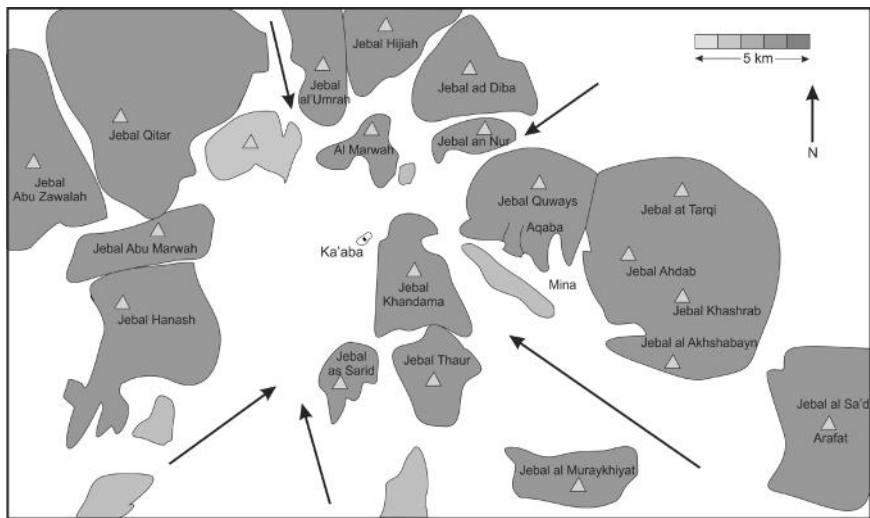 Jebal Hijiah
Jebal
al'Umrah
Jebal ad Diba
5 km
N
Jebal Qitar
Al Marwah
Jebal an Nur
Jebal
Abu Zawalah
Jebal Quways
Jebal at Tarqi
Aqaba
Jebal Abu Marwah
Ka'aba
Jebal Ahdab
Mina
Jebal
Khandama
Jebal Hanash
Jebal Khashrab
Jebal al Akhshabayn
Jebal
as Sarid
Jebal Thaur
Jebal al Sa'd
Arafat
Jebal al Muraykhiyat